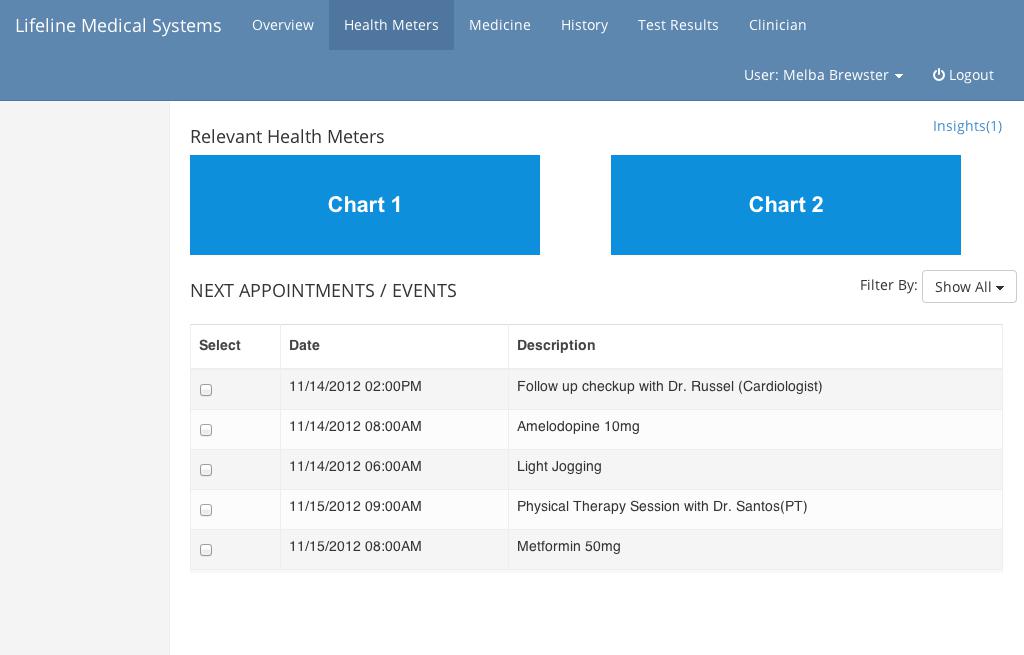 Lifeline Medical Systems Overview Health Meters Medicine History Test Results Clinician
User: Melba Brewster Logout
Insights(1)
Relevant Health Meters
Chart 1 Chart 2
NEXT APPOINTMENTS / EVENTS Filter By: Show All
Select Date Description
11/14/2012 02:00PM Follow up checkup with Dr. Russel (Cardiologist)
11/14/2012 08:00AM Amelodopine 10mg
11/14/2012 06:00AM Light Jogging
11/15/2012 09:00AM Physical Therapy Session with Dr. Santos(PT)
11/15/2012 08:00AM Metformin 50mg